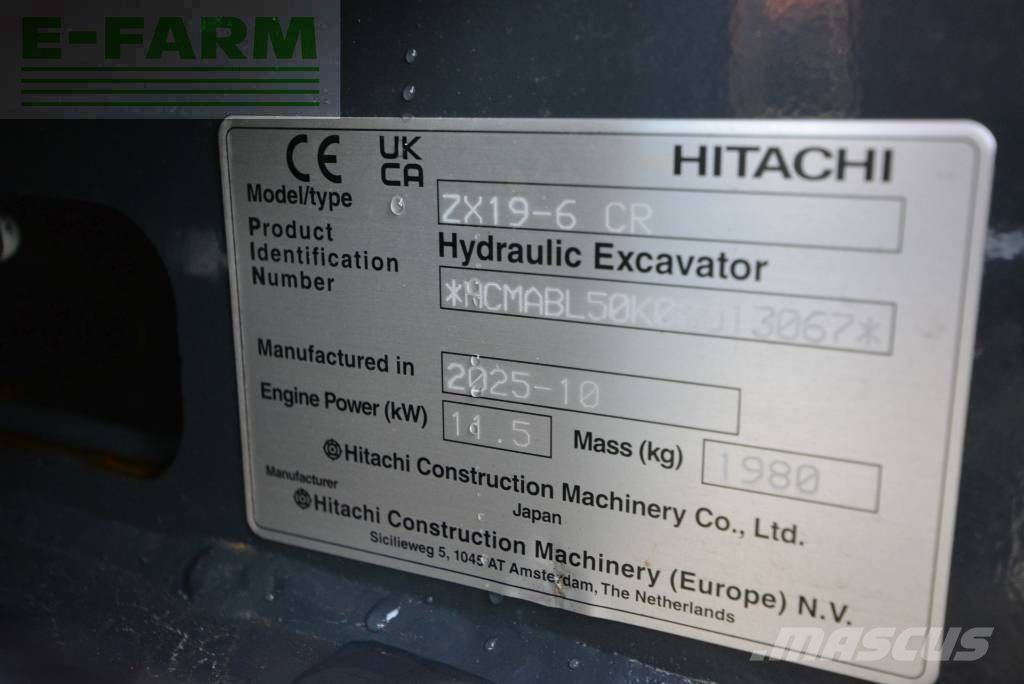 E-FARM
CE UK CA HITACHI
Model/type ZX19-6 CR
Product Identification Number Hydraulic Excavator
Manufactured in 2025-10
Engine Power (kW) 11.5 Mass (kg) 1980
Hitachi Construction Machinery Co., Ltd.
Japan
Manufacturer
Hitachi Construction Machinery (Europe) N.V.
Sicilieweg 5, 1045 AT Amsterdam, The Netherlands
MASCUS